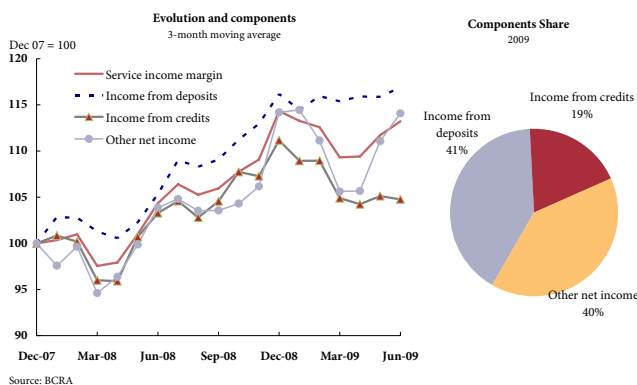 Evolution and components
3-month moving average
Dec 07 = 100
120
115
110
105
100
95
90
Service income margin
Income from deposits
Income from credits
Other net income
Dec-07 Mar-08 Jun-08 Sep-08 Dec-08 Mar-09 Jun-09
Components Share
2009
Income from credits
19%
Income from
deposits
41%
Other net income
40%
Source: BCRA